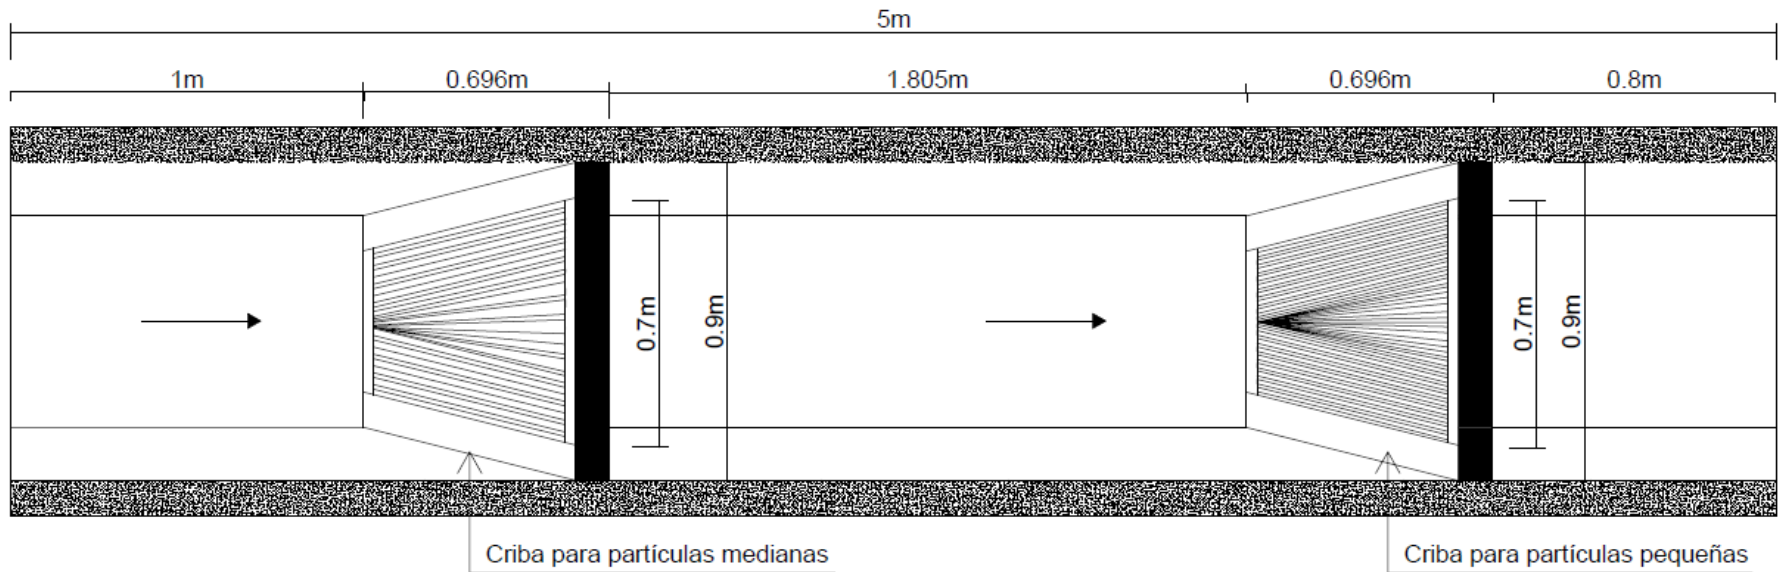 5m
1m
0.696m
1.805m
0.696m
0.8m
0.7m
0.9m
0.7m
0.9m
Criba para partículas medianas
Criba para partículas pequeñas